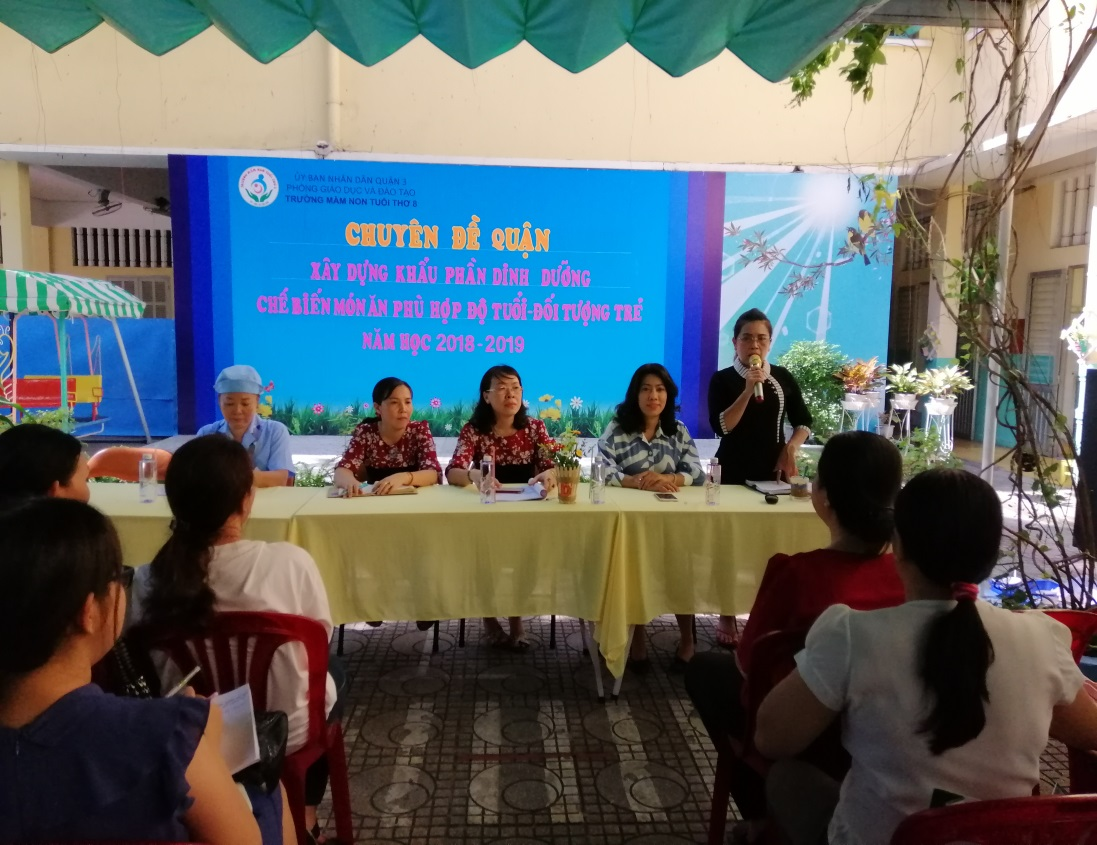 ỦY BAN NHÂN DÂN QUẬN 3
PHÒNG GIÁO DỤC VÀ ĐÀO TẠO
TRƯỜNG MẦM NON TUỔI THƠ 8
CHUYÊN ĐỀ QUẬN
XÂY DỰNG KHẨU PHẦN DINH DƯỠNG
CHẾ BIẾN MÓN ĂN PHÙ HỢP ĐỘ TUỔI-ĐỐI TƯỢNG TRẺ
NĂM HỌC 2018-2019